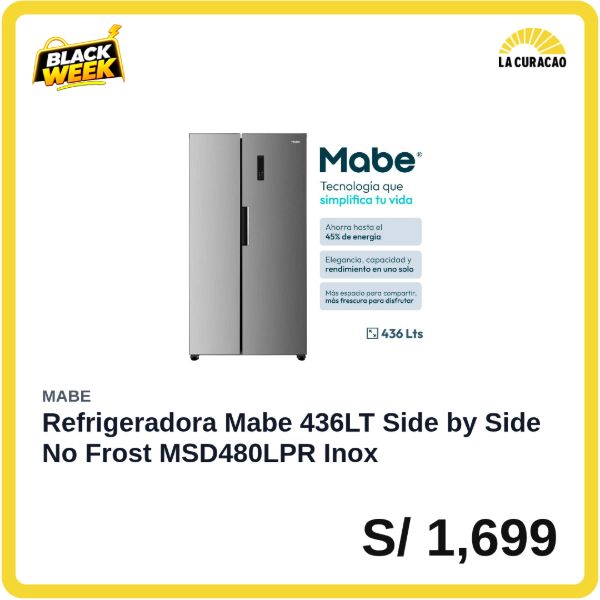 BLACK
WEEK
LA CURACAO
Mabe®
Tecnología que
simplifica tu vida
Ahorra hasta el
45% de energía
Elegancia, capacidad y
rendimiento en uno solo
Más espacio para compartir,
más frescura para disfrutar
436 Lts
MABE
Refrigeradora Mabe 436LT Side by Side
No Frost MSD480LPR Inox
S/ 1,699